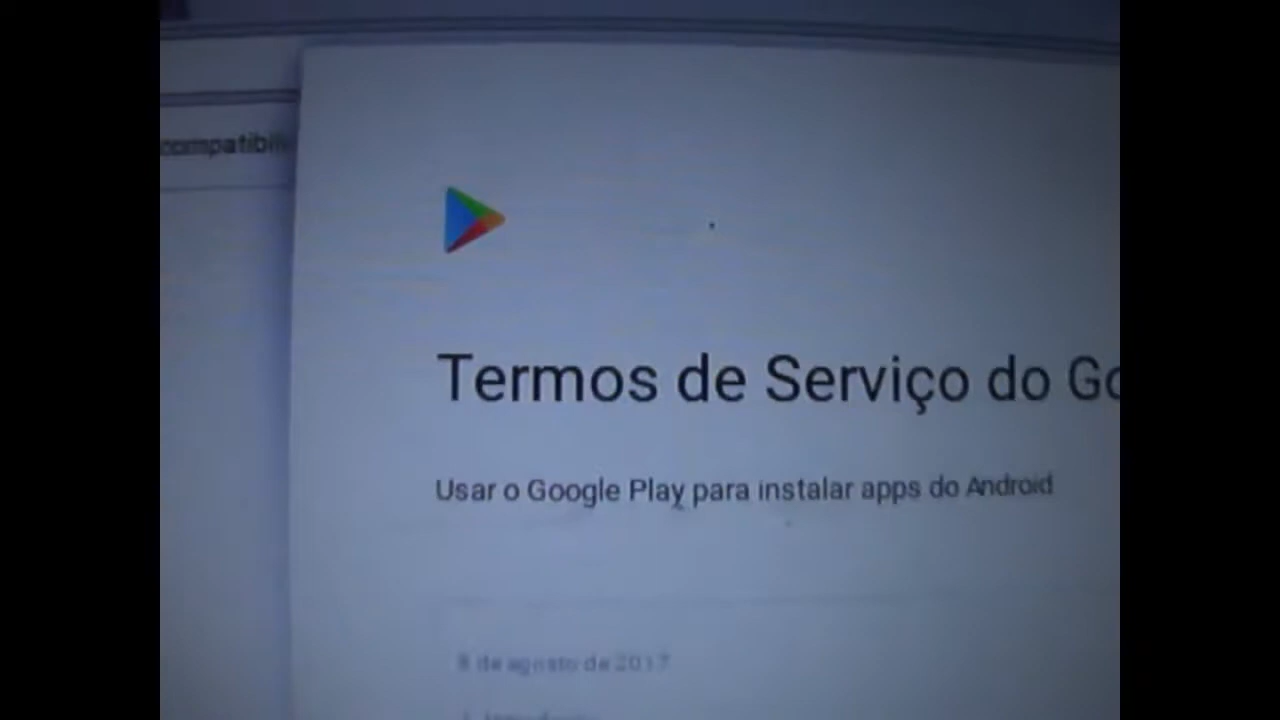 Termos de Serviço do
Usar o Google Play para instalar apps do Android
8 de agosto de 2017